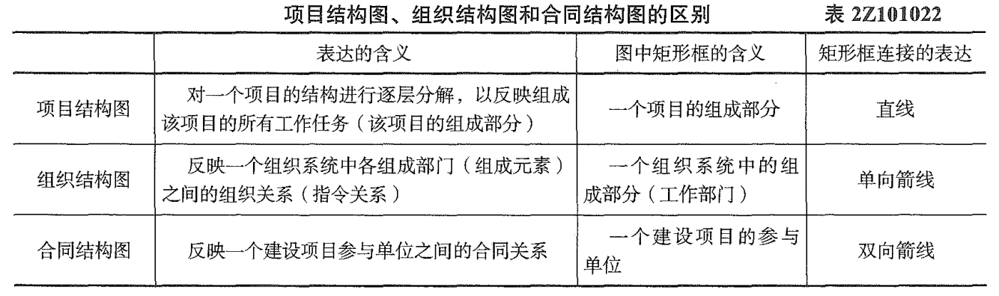 项目结构图、组织结构图和合同结构图的区别 表 2Z101022
表达的含义 图中矩形框的含义 矩形框连接的表达
项目结构图
对一个项目的结构进行逐层分解，以反映组成
该项目的所有工作任务（该项目的组成部分）
一个项目的组成部分
直线
组织结构图
反映一个组织系统中各组成部门（组成元素）
之间的组织关系（指令关系）
一个组织系统中的组
成部分（工作部门）
单向箭线
合同结构图
反映一个建设项目参与单位之间的合同关系
一个建设项目的参与
单位
双向箭线